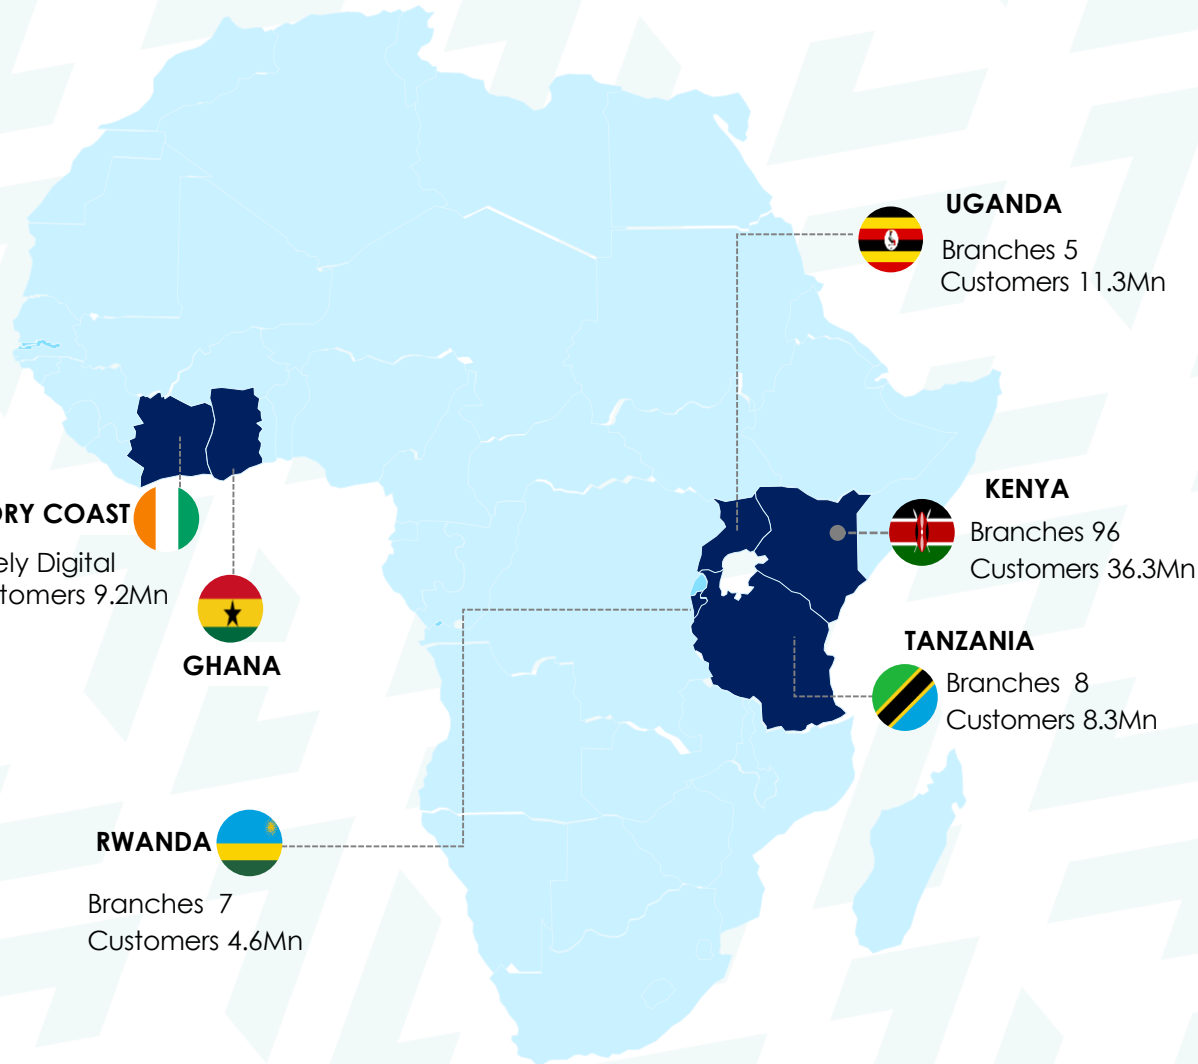 UGANDA
Branches 5
Customers 11.3Mn
KENYA
Branches 96
Customers 36.3Mn
RY COAST
ely Digital
tomers 9.2Mn
GHANA
TANZANIA
Branches 8
Customers 8.3Mn
RWANDA
Branches 7
Customers 4.6Mn